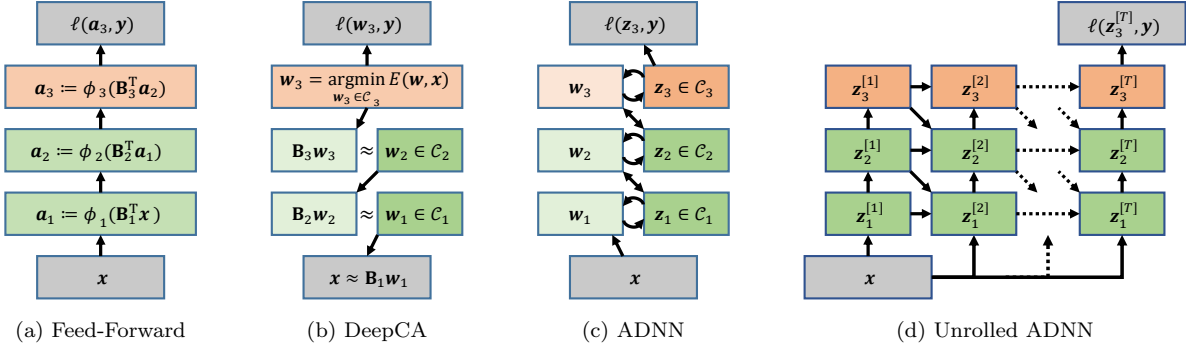 ℓ(a₃, y)
a₃ ≔ ϕ₃(B₃ᵀa₂)
a₂ ≔ ϕ₂(B₂ᵀa₁)
a₁ ≔ ϕ₁(B₁ᵀx)
x
(a) Feed-Forward
ℓ(w₃, y)
w₃ = argmin E(w, x)
w₃∈𝒞₃
B₃w₃ ≈ w₂ ∈ 𝒞₂
B₂w₂ ≈ w₁ ∈ 𝒞₁
x ≈ B₁w₁
(b) DeepCA
ℓ(z₃, y)
w₃ z₃ ∈ 𝒞₃
w₂ z₂ ∈ 𝒞₂
w₁ z₁ ∈ 𝒞₁
x
(c) ADNN
ℓ(z₃^[T], y)
z₃^[1] z₃^[2] z₃^[T]
z₂^[1] z₂^[2] z₂^[T]
z₁^[1] z₁^[2] z₁^[T]
x
(d) Unrolled ADNN